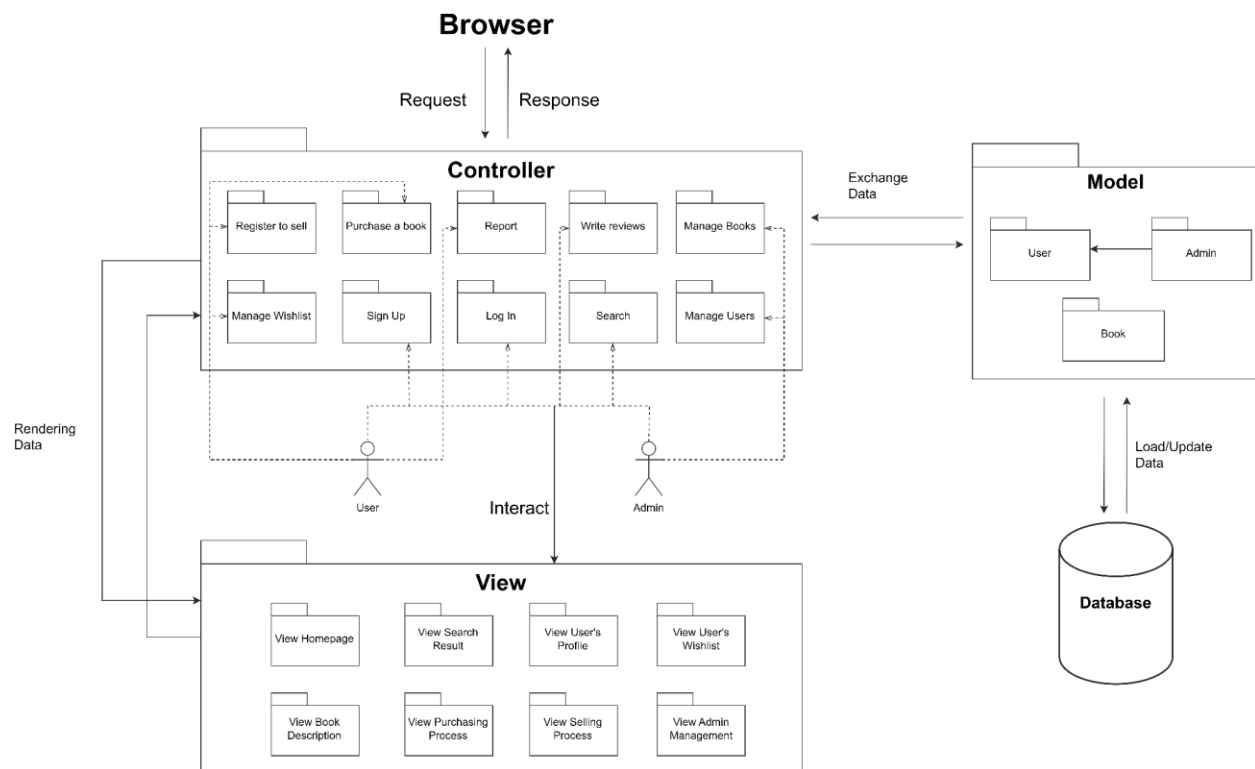 Browser
Request
Response
Controller
Register to sell
Purchase a book
Report
Write reviews
Manage Books
Manage Wishlist
Sign Up
Log In
Search
Manage Users
Exchange
Data
Model
User
Admin
Book
Rendering
Data
User
Admin
Interact
Load/Update
Data
Database
View
View Homepage
View Search
Result
View User's
Profile
View User's
Wishlist
View Book
Description
View Purchasing
Process
View Selling
Process
View Admin
Management